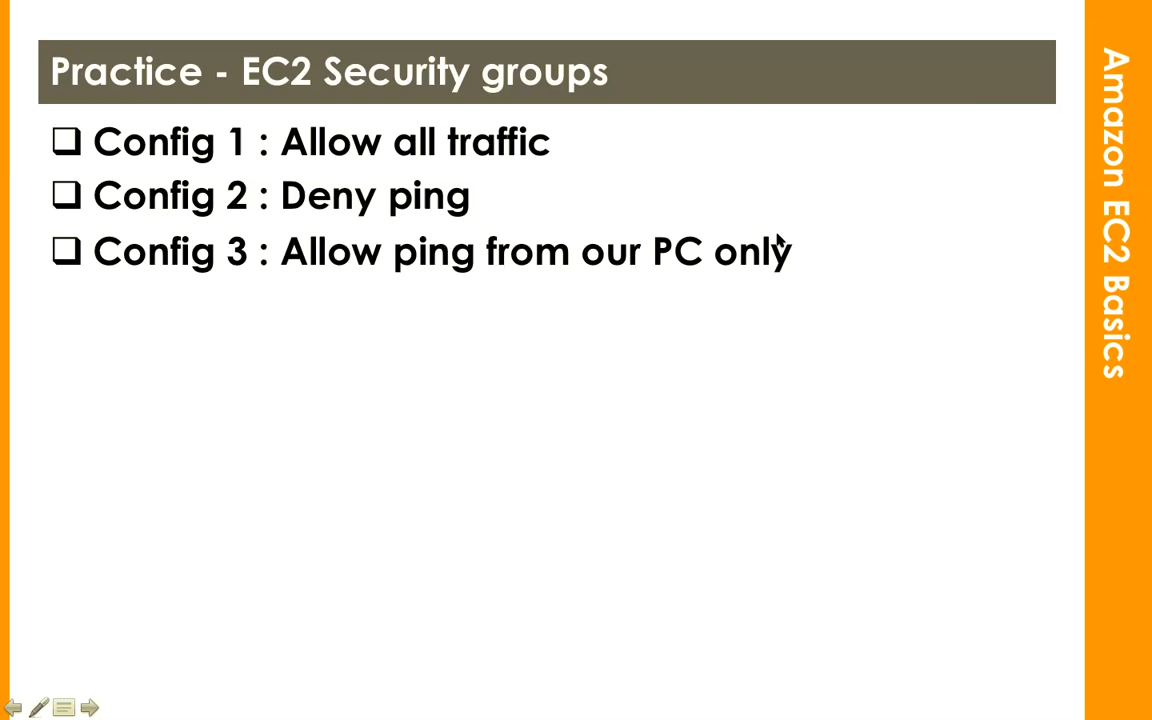 Practice - EC2 Security groups
Config 1 : Allow all traffic
Config 2 : Deny ping
Config 3 : Allow ping from our PC only
Amazon EC2 Basics